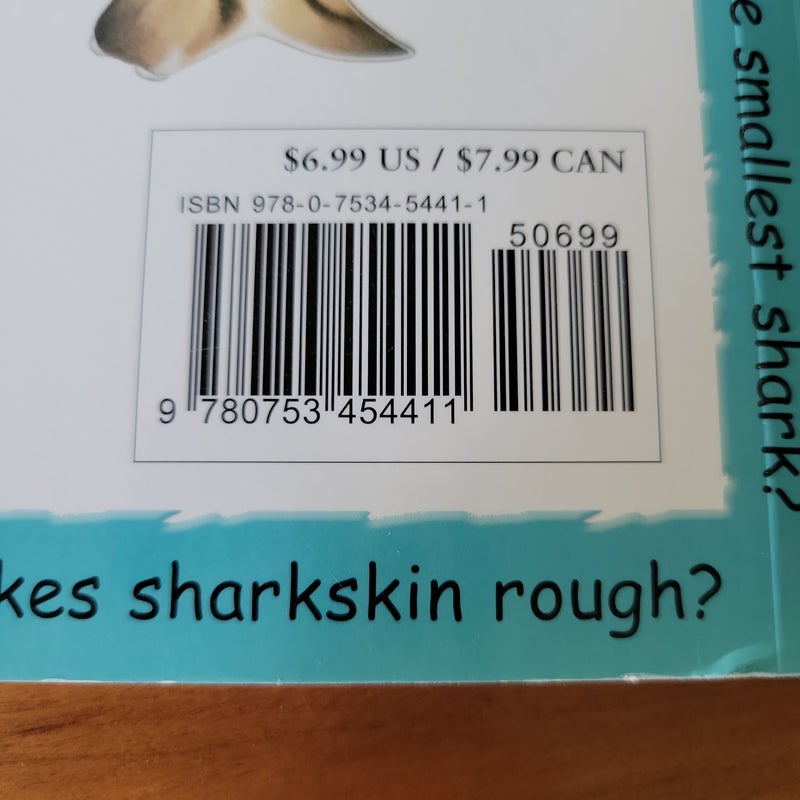 $6.99 US / $7.99 CAN
ISBN 978-0-7534-5441-1
50699
9 780753 454411
smallest shark?
sharkskin rough?